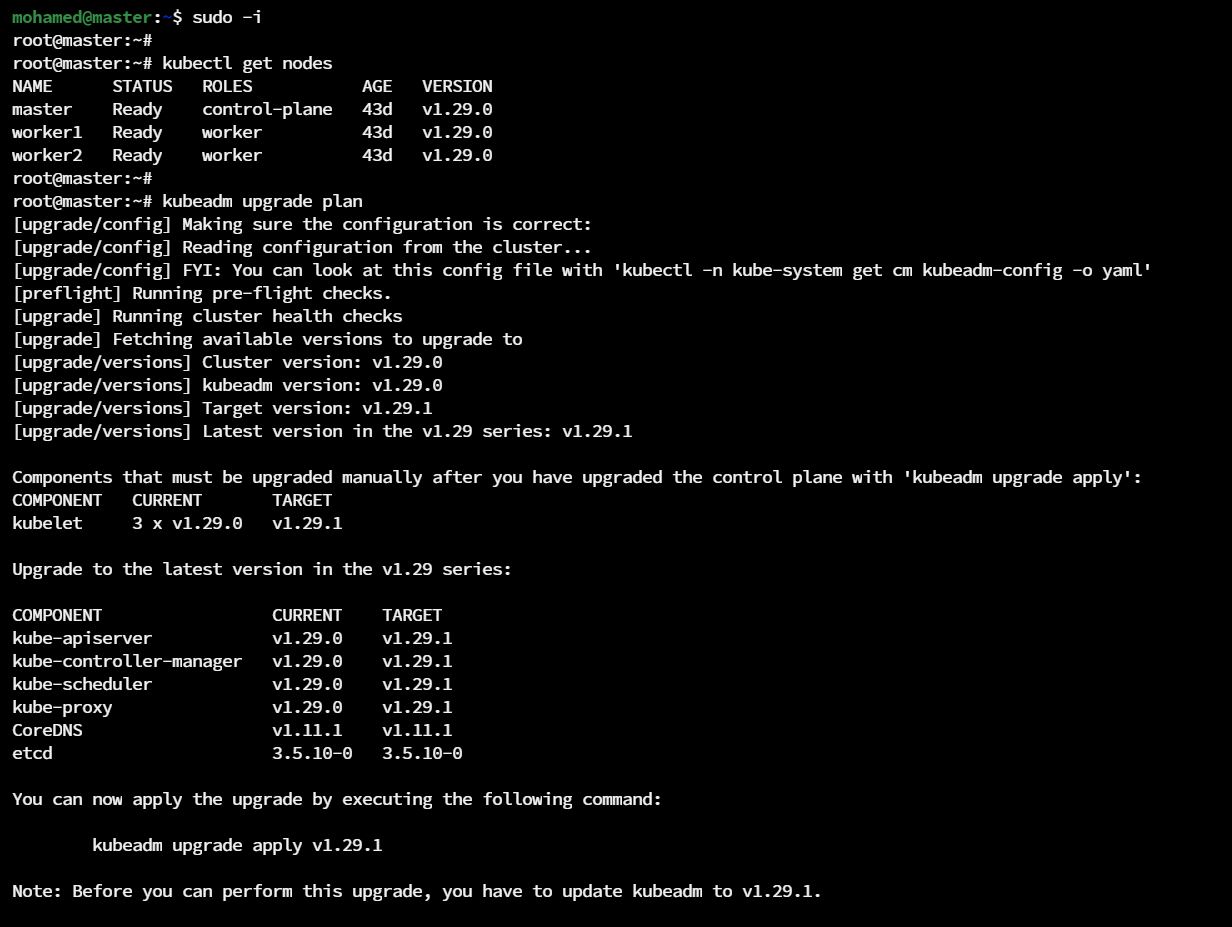 mohamed@master:~$ sudo -i
root@master:~#
root@master:~# kubectl get nodes
NAME      STATUS   ROLES           AGE   VERSION
master    Ready    control-plane   43d   v1.29.0
worker1   Ready    worker          43d   v1.29.0
worker2   Ready    worker          43d   v1.29.0
root@master:~#
root@master:~# kubeadm upgrade plan
[upgrade/config] Making sure the configuration is correct:
[upgrade/config] Reading configuration from the cluster...
[upgrade/config] FYI: You can look at this config file with 'kubectl -n kube-system get cm kubeadm-config -o yaml'
[preflight] Running pre-flight checks.
[upgrade] Running cluster health checks
[upgrade] Fetching available versions to upgrade to
[upgrade/versions] Cluster version: v1.29.0
[upgrade/versions] kubeadm version: v1.29.0
[upgrade/versions] Target version: v1.29.1
[upgrade/versions] Latest version in the v1.29 series: v1.29.1

Components that must be upgraded manually after you have upgraded the control plane with 'kubeadm upgrade apply':
COMPONENT   CURRENT       TARGET
kubelet     3 x v1.29.0   v1.29.1

Upgrade to the latest version in the v1.29 series:

COMPONENT                 CURRENT    TARGET
kube-apiserver            v1.29.0    v1.29.1
kube-controller-manager   v1.29.0    v1.29.1
kube-scheduler            v1.29.0    v1.29.1
kube-proxy                v1.29.0    v1.29.1
CoreDNS                   v1.11.1    v1.11.1
etcd                      3.5.10-0   3.5.10-0

You can now apply the upgrade by executing the following command:

        kubeadm upgrade apply v1.29.1

Note: Before you can perform this upgrade, you have to update kubeadm to v1.29.1.